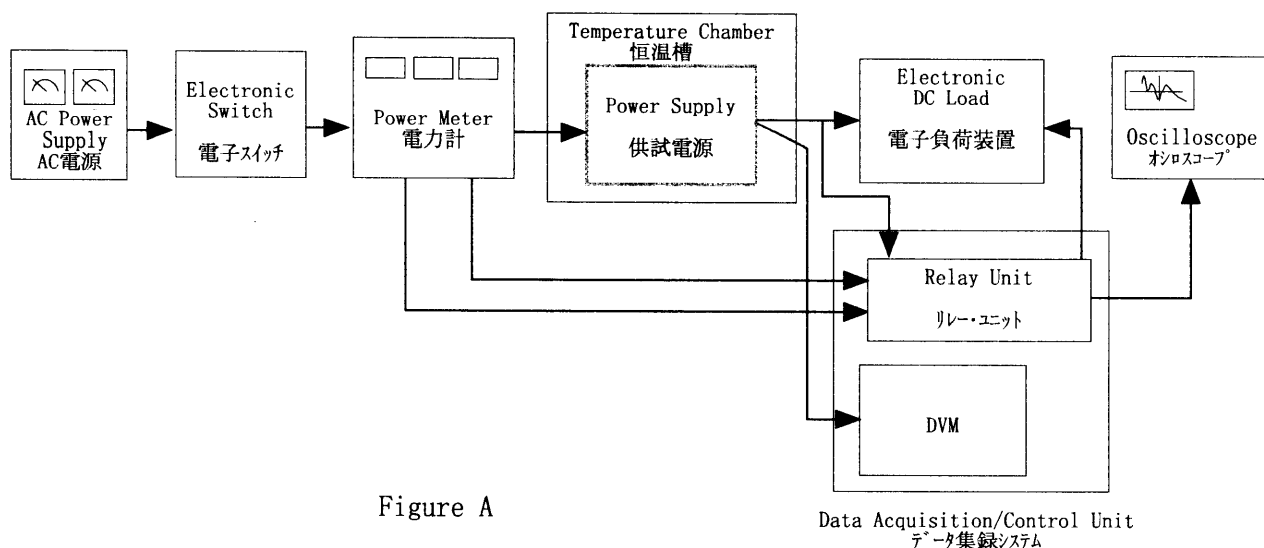 AC Power
Supply
AC電源
Electronic
Switch
電子スイッチ
Power Meter
電力計
Temperature Chamber
恒温槽
Power Supply
供試電源
Electronic
DC Load
電子負荷装置
Oscilloscope
オシロスコープ
Relay Unit
リレー・ユニット
DVM
Data Acquisition/Control Unit
データ集録システム
Figure A